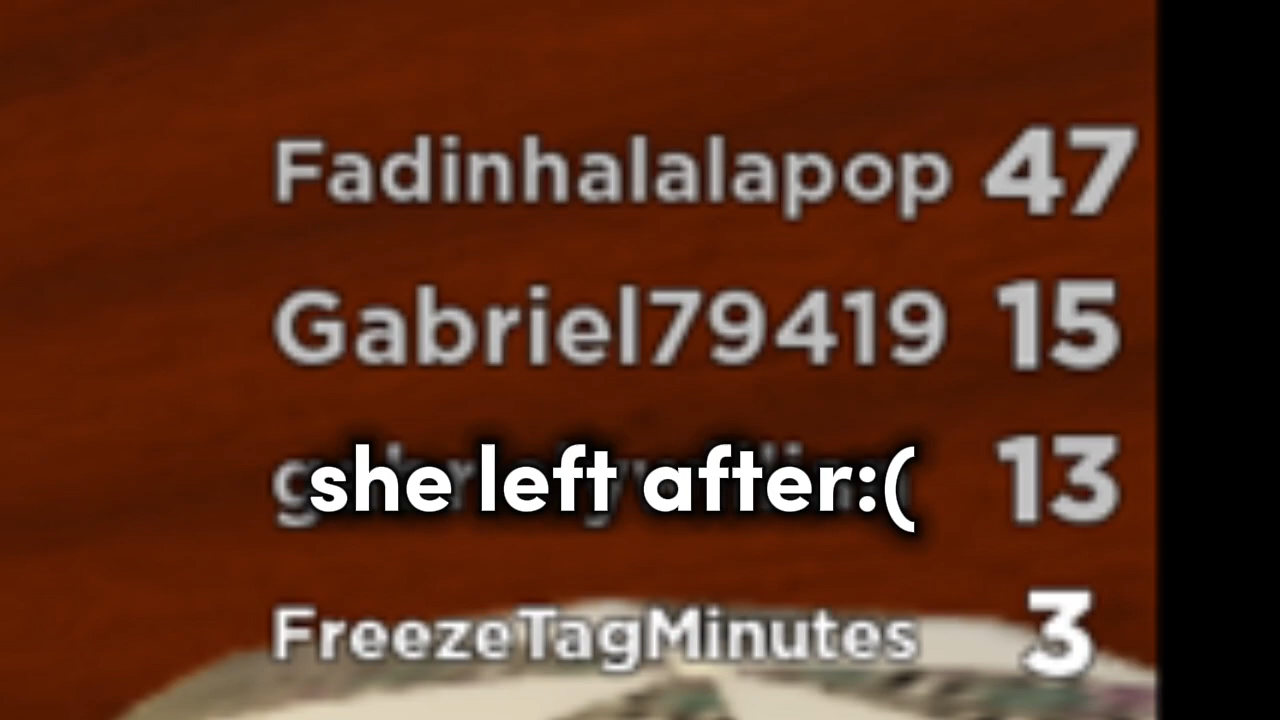 Fadinhalalapop 47
Gabriel79419 15
she left after:( 13
FreezeTagMinutes 3